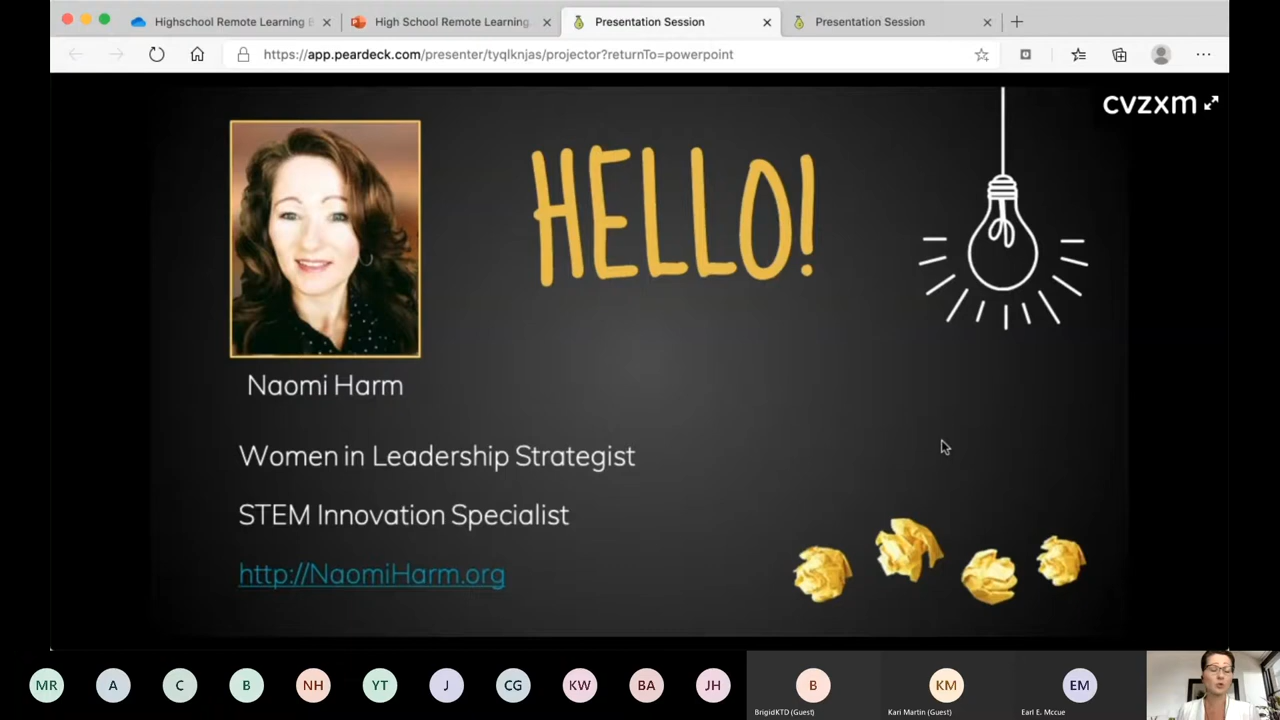 Highschool Remote Learning E
High School Remote Learning.
Presentation Session
Presentation Session
https://app.peardeck.com/presenter/tyqlknjas/projector?returnTo=powerpoint
cvzxm
HELLO!
Naomi Harm
Women in Leadership Strategist
STEM Innovation Specialist
http://NaomiHarm.org
MR
A
C
B
NH
YT
J
CG
KW
BA
JH
B
KM
EM
BrigidKTD (Guest)
Kari Martin (Guest)
Earl E. Mccue